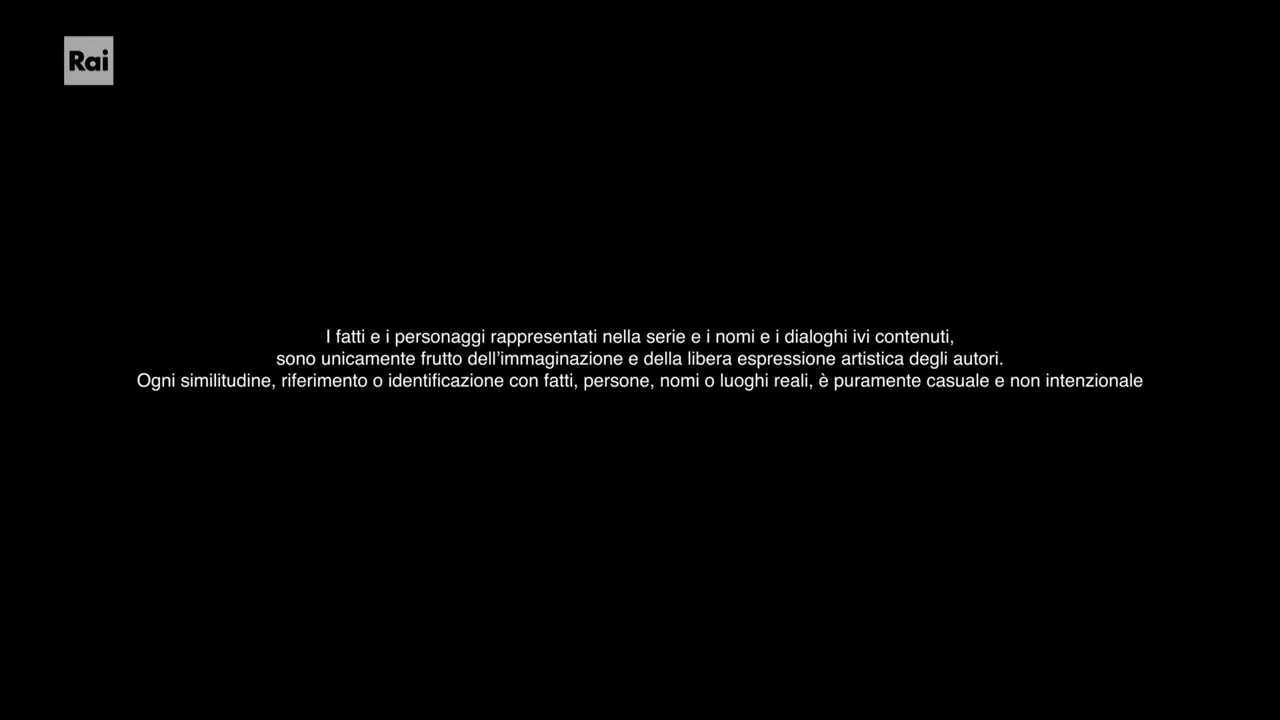 Rai
I fatti e i personaggi rappresentati nella serie e i nomi e i dialoghi ivi contenuti,
sono unicamente frutto dell’immaginazione e della libera espressione artistica degli autori.
Ogni similitudine, riferimento o identificazione con fatti, persone, nomi o luoghi reali, è puramente casuale e non intenzionale